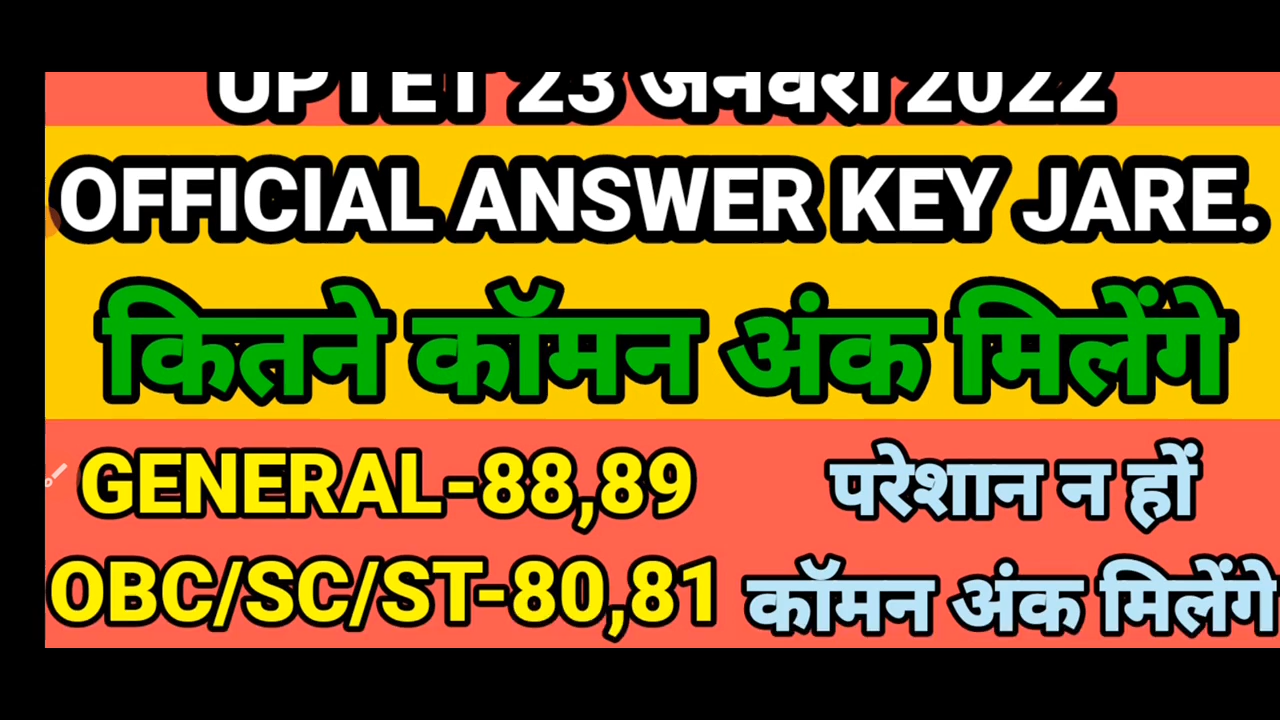 UPTET 23 जनवरी 2022
OFFICIAL ANSWER KEY JARE.
कितने कॉमन अंक मिलेंगे
GENERAL-88,89
परेशान न हों
OBC/SC/ST-80,81
कॉमन अंक मिलेंगे